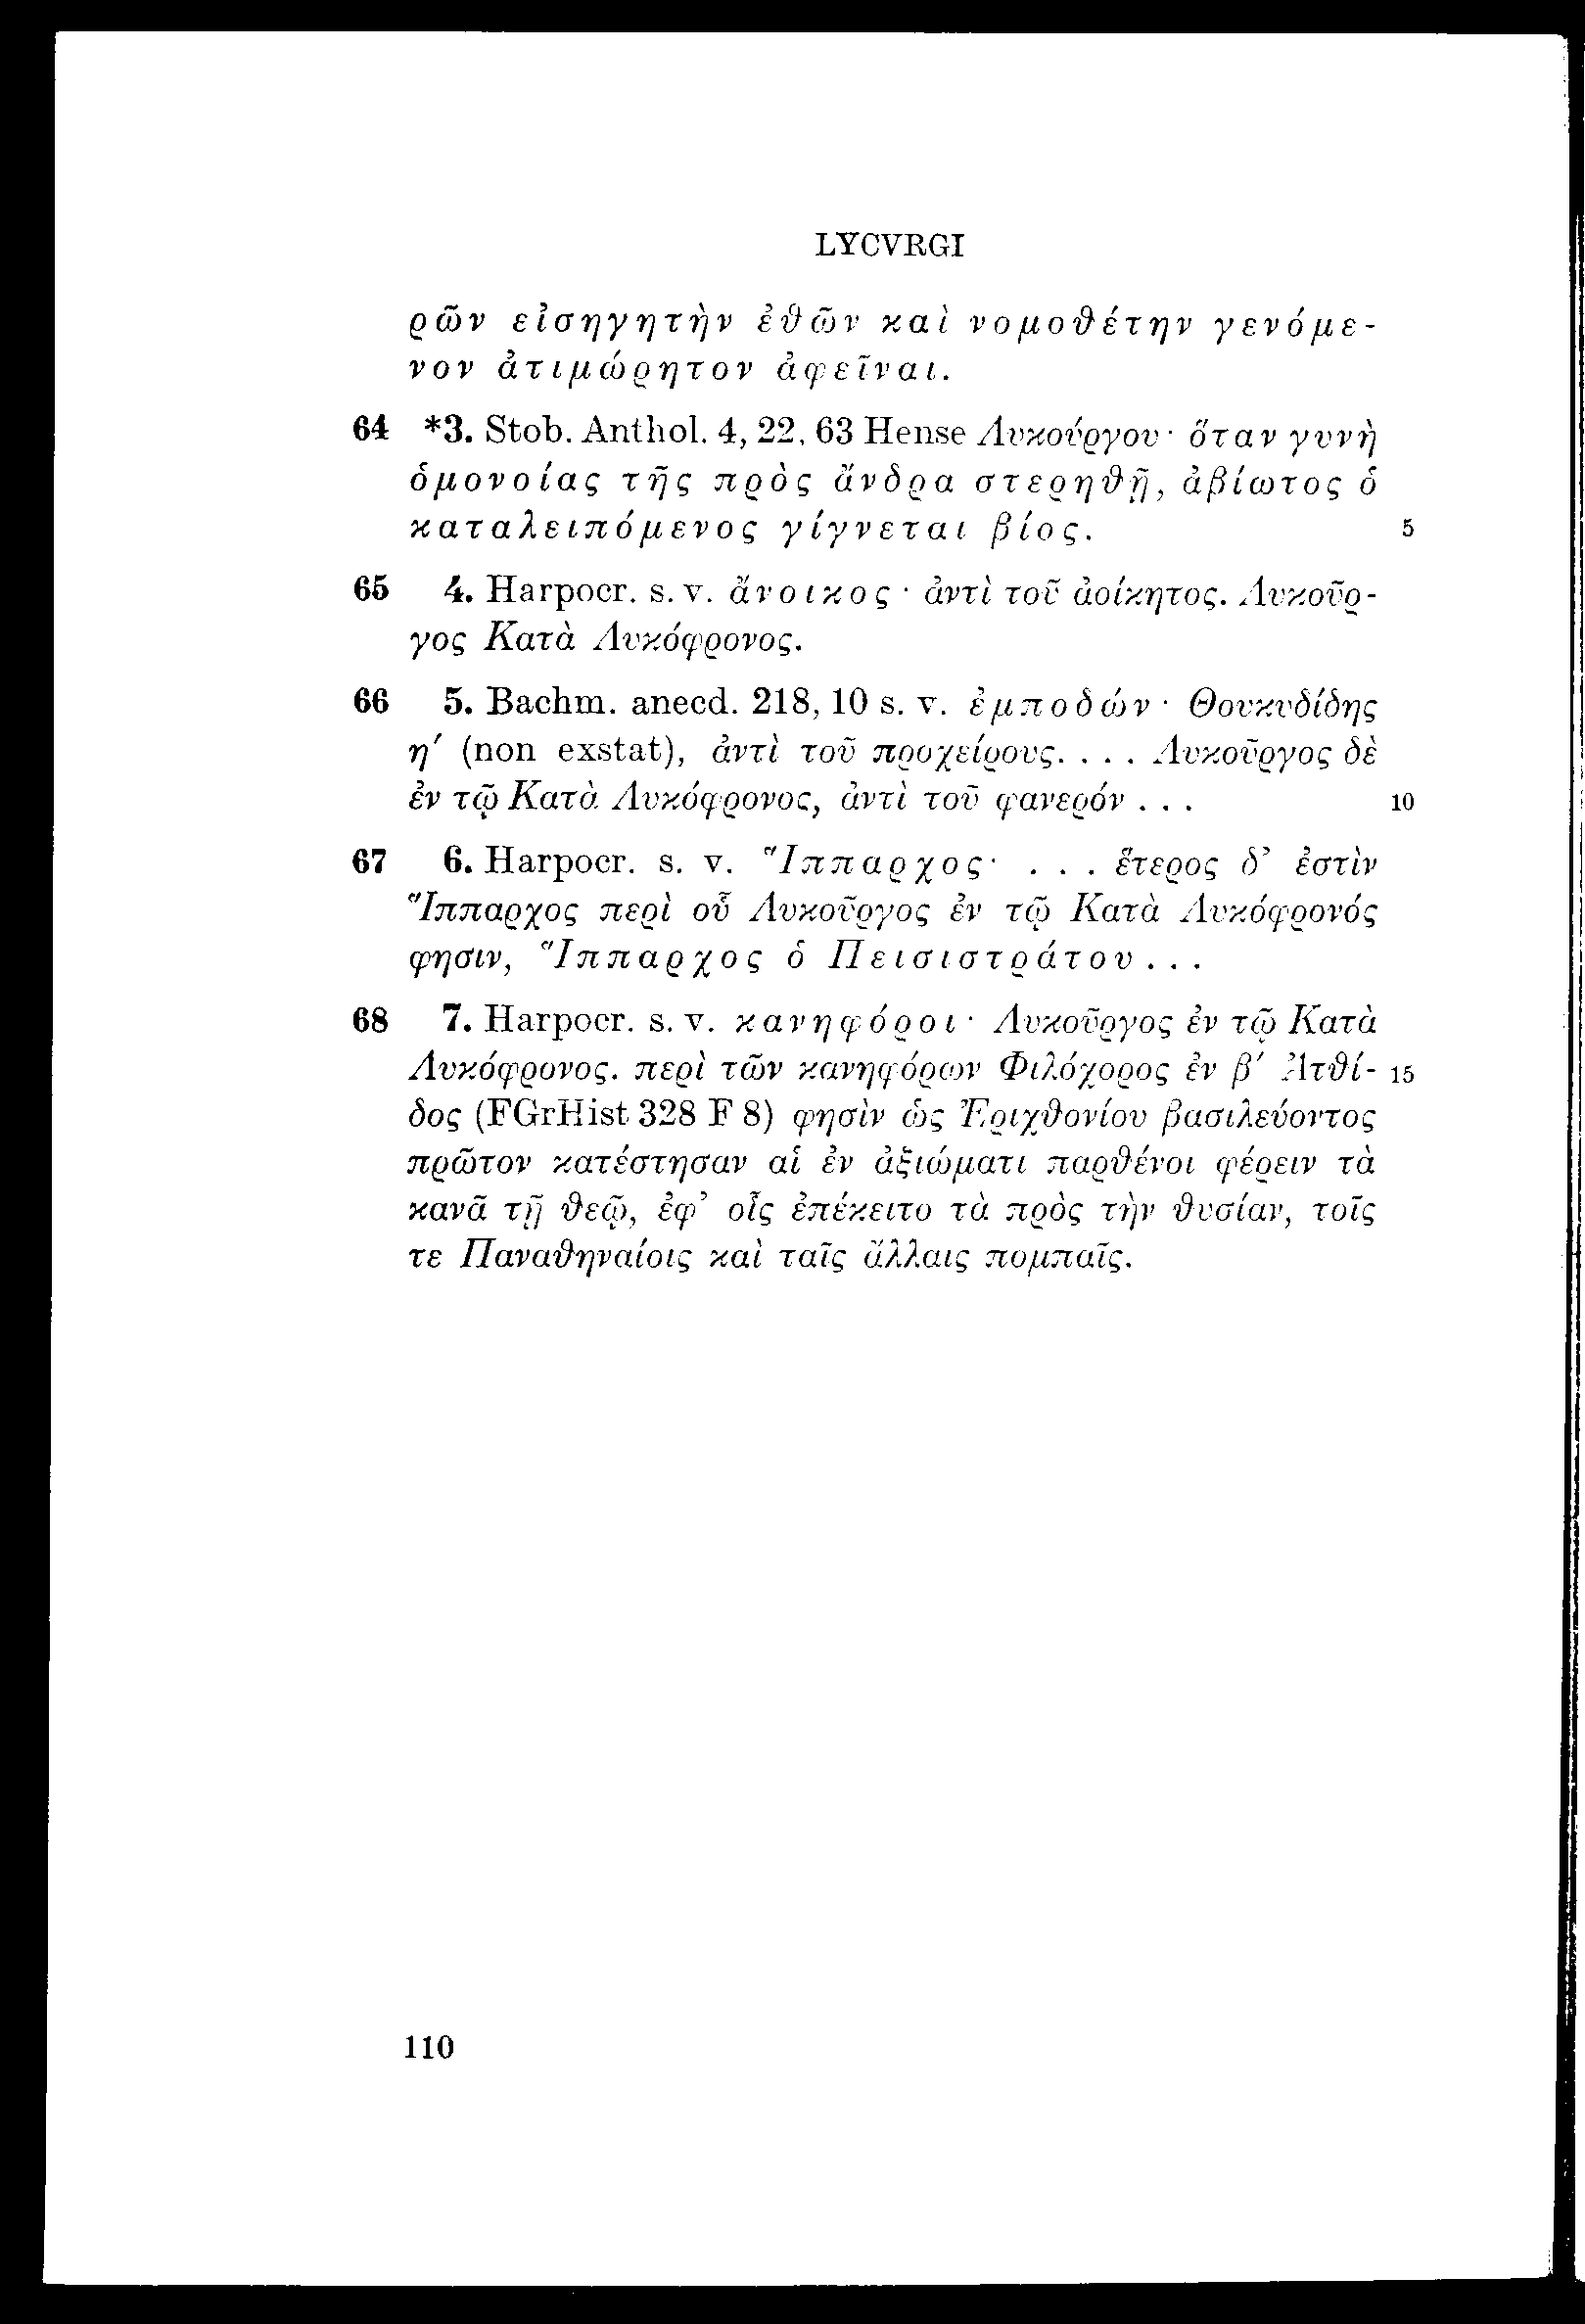 LYCVRGI
ρῶν εἰσηγητὴν ἐθῶν καὶ νομοθέτην γενόμε-
νον ἀτιμώρητον ἀφεῖναι.
64 *3. Stob. Anthol. 4, 22, 63 Hense Λυκούργου· ὅταν γυνὴ
ὁμονοίας τῆς πρὸς ἄνδρα στερηθῇ, ἀβίωτος ὁ
καταλειπόμενος γίγνεται βίος. 5
65 4. Harpocr. s. v. ἄνοικος· ἀντὶ τοῦ ἀοίκητος. Λυκοῦρ-
γος Κατὰ Λυκόφρονος.
66 5. Bachm. anecd. 218, 10 s. v. ἐμποδών· Θουκυδίδης
η′ (non exstat), ἀντὶ τοῦ προχείρους. . . . Λυκοῦργος δὲ
ἐν τῷ Κατὰ Λυκόφρονος, ἀντὶ τοῦ φανερόν . . . 10
67 6. Harpocr. s. v. Ἵππαρχος· . . . ἕτερος δ’ ἐστὶν
Ἵππαρχος περὶ οὗ Λυκοῦργος ἐν τῷ Κατὰ Λυκόφρονός
φησιν, Ἵππαρχος ὁ Πεισιστράτου . . .
68 7. Harpocr. s. v. κανηφόροι· Λυκοῦργος ἐν τῷ Κατὰ
Λυκόφρονος. περὶ τῶν κανηφόρων Φιλόχορος ἐν β′ Ἀτθί- 15
δος (FGrHist 328 F 8) φησὶν ὡς Ἐριχθονίου βασιλεύοντος
πρῶτον κατέστησαν αἱ ἐν ἀξιώματι παρθένοι φέρειν τὰ
κανᾶ τῇ θεῷ, ἐφ’ οἷς ἐπέκειτο τὰ πρὸς τὴν θυσίαν, τοῖς
τε Παναθηναίοις καὶ ταῖς ἄλλαις πομπαῖς.
110